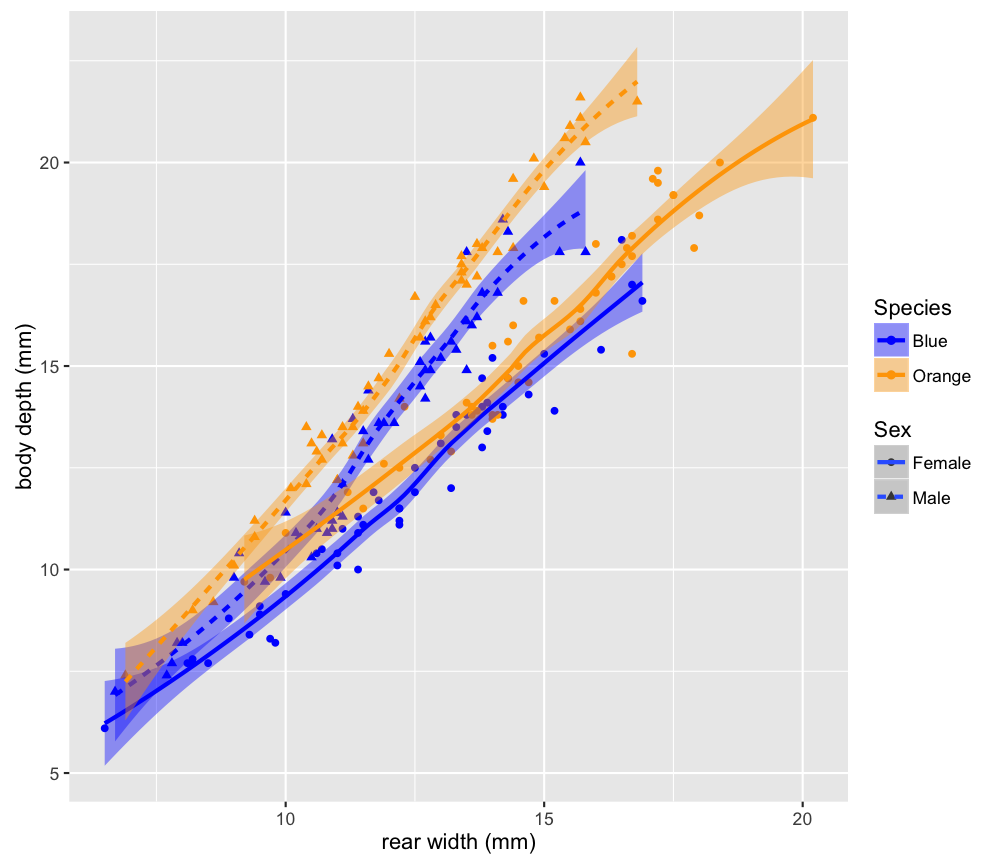 20
15
10
5
body depth (mm)
10
15
20
rear width (mm)
Species
Blue
Orange
Sex
Female
Male